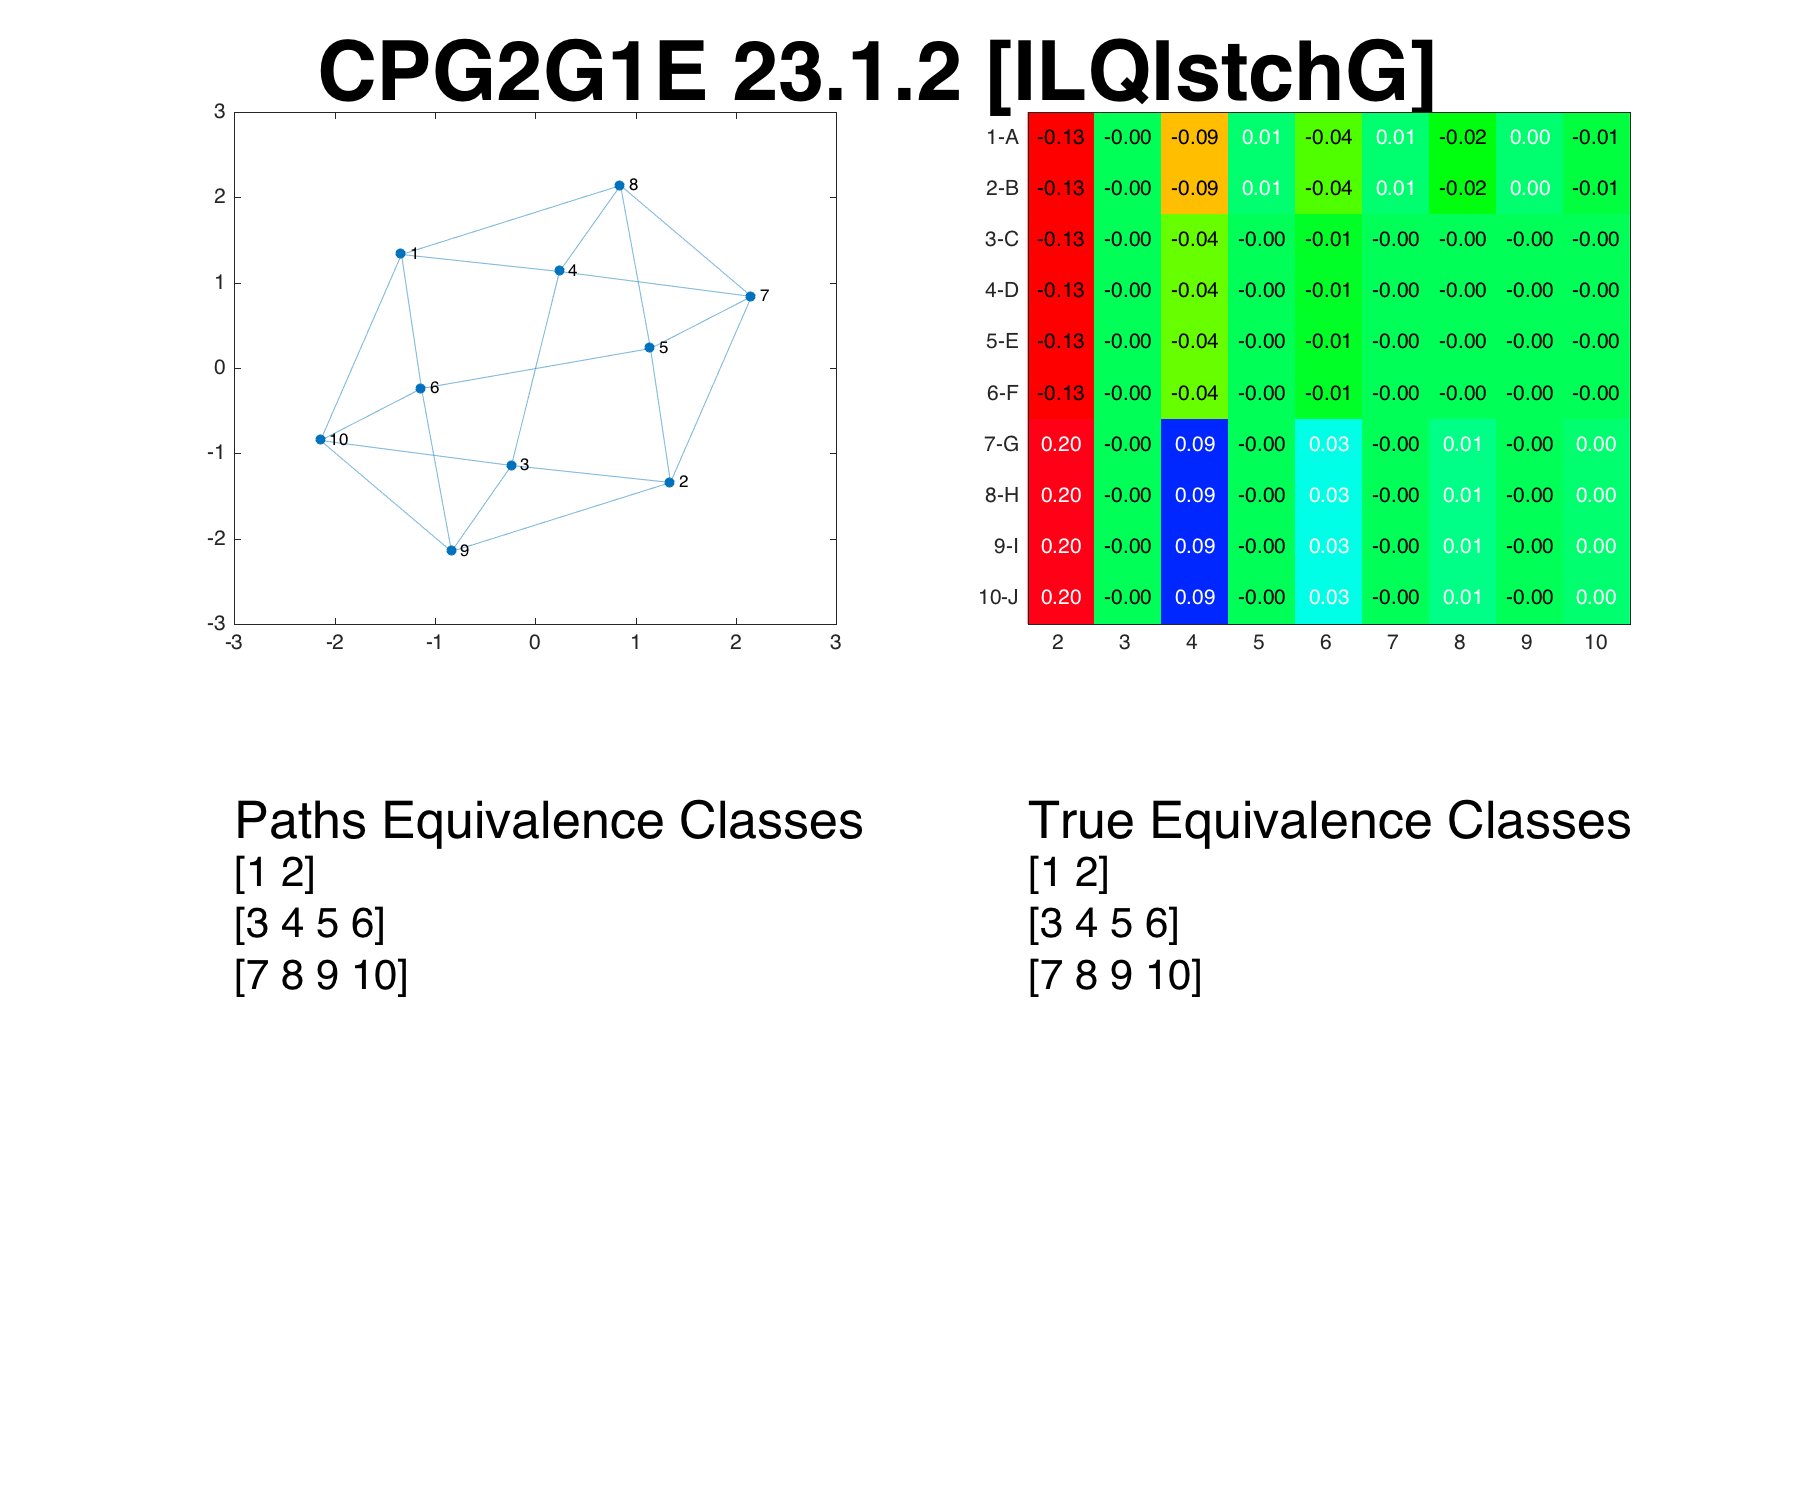 CPG2G1E 23.1.2 [ILQIstchG]
3
2
1
0
-1
-2
-3
-3 -2 -1 0 1 2 3
8
1
4
7
5
6
10
3
2
9
1-A -0.13 -0.00 -0.09 0.01 -0.04 0.01 -0.02 0.00 -0.01
2-B -0.13 -0.00 -0.09 0.01 -0.04 0.01 -0.02 0.00 -0.01
3-C -0.13 -0.00 -0.04 -0.00 -0.01 -0.00 -0.00 -0.00 -0.00
4-D -0.13 -0.00 -0.04 -0.00 -0.01 -0.00 -0.00 -0.00 -0.00
5-E -0.13 -0.00 -0.04 -0.00 -0.01 -0.00 -0.00 -0.00 -0.00
6-F -0.13 -0.00 -0.04 -0.00 -0.01 -0.00 -0.00 -0.00 -0.00
7-G 0.20 -0.00 0.09 -0.00 0.03 -0.00 0.01 -0.00 0.00
8-H 0.20 -0.00 0.09 -0.00 0.03 -0.00 0.01 -0.00 0.00
9-I 0.20 -0.00 0.09 -0.00 0.03 -0.00 0.01 -0.00 0.00
10-J 0.20 -0.00 0.09 -0.00 0.03 -0.00 0.01 -0.00 0.00
2 3 4 5 6 7 8 9 10
Paths Equivalence Classes
[1 2]
[3 4 5 6]
[7 8 9 10]
True Equivalence Classes
[1 2]
[3 4 5 6]
[7 8 9 10]